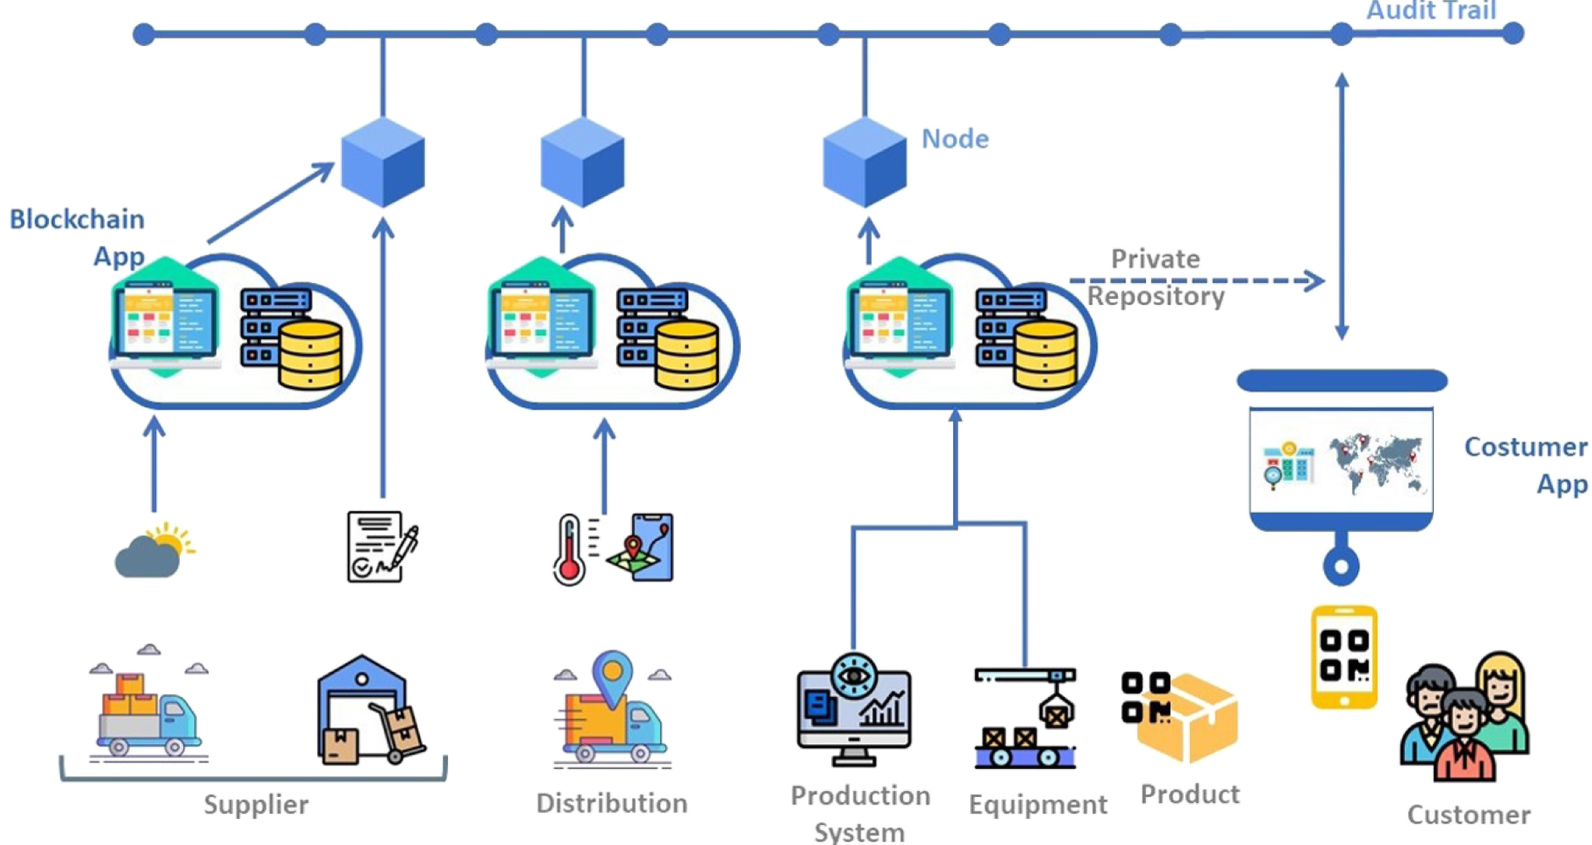 Audit Trail
Node
Blockchain
App
Private
Repository
Costumer
App
Supplier
Distribution
Production
System
Equipment
Product
Customer